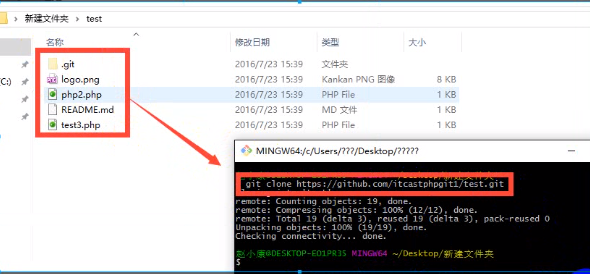 新建文件夹 > test
名称 修改日期 类型 大小
.git 2016/7/23 15:39 文件夹
logo.png 2016/7/23 15:39 Kankan PNG 图像 8 KB
php2.php 2016/7/23 15:39 PHP File 1 KB
README.md 2016/7/23 15:39 MD 文件 1 KB
test3.php 2016/7/23 15:39 PHP File 1 KB
(C:)
MINGW64:/c/Users/???/Desktop/?????
git clone https://github.com/itcastphpgit1/test.git
remote: Counting objects: 19, done.
remote: Compressing objects: 100% (12/12), done.
remote: Total 19 (delta 3), reused 19 (delta 3), pack-reused 0
Unpacking objects: 100% (19/19), done.
Checking connectivity... done.
赵小康@DESKTOP-EO1PR3S MINGW64 ~/Desktop/新建文件夹
$